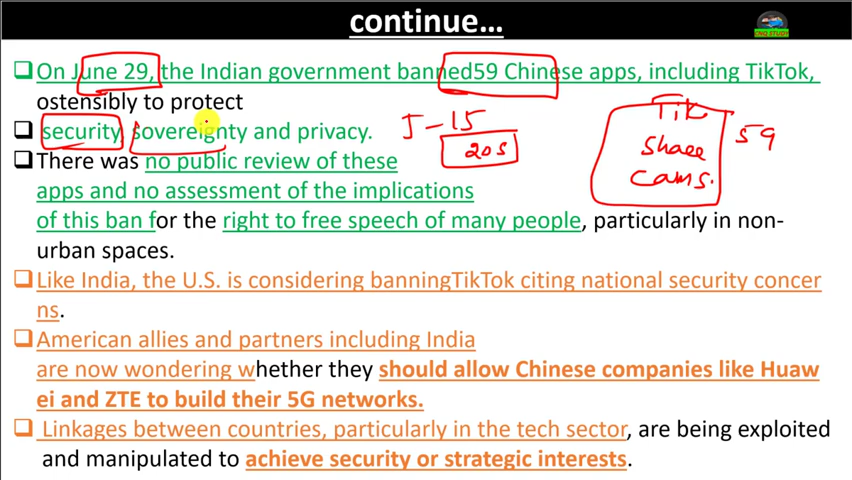 continue…
On June 29, the Indian government banned59 Chinese apps, including TikTok,
ostensibly to protect
security, sovereignty and privacy.
J-15
20s
Tik
Share
Cams.
59
There was no public review of these
apps and no assessment of the implications
of this ban for the right to free speech of many people, particularly in non-
urban spaces.
Like India, the U.S. is considering banningTikTok citing national security concer
ns.
American allies and partners including India
are now wondering whether they should allow Chinese companies like Huaw
ei and ZTE to build their 5G networks.
Linkages between countries, particularly in the tech sector, are being exploited
and manipulated to achieve security or strategic interests.